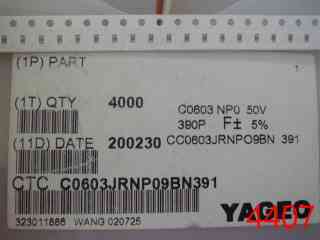 (1P) PART
(1T) QTY 4000 C0603 NP0 50V
390P F± 5%
(11D) DATE 200230 CC0603JRNPO9BN 391
CTC C0603JRNP09BN391
YAGEO
323011886 WANG 020725
4407